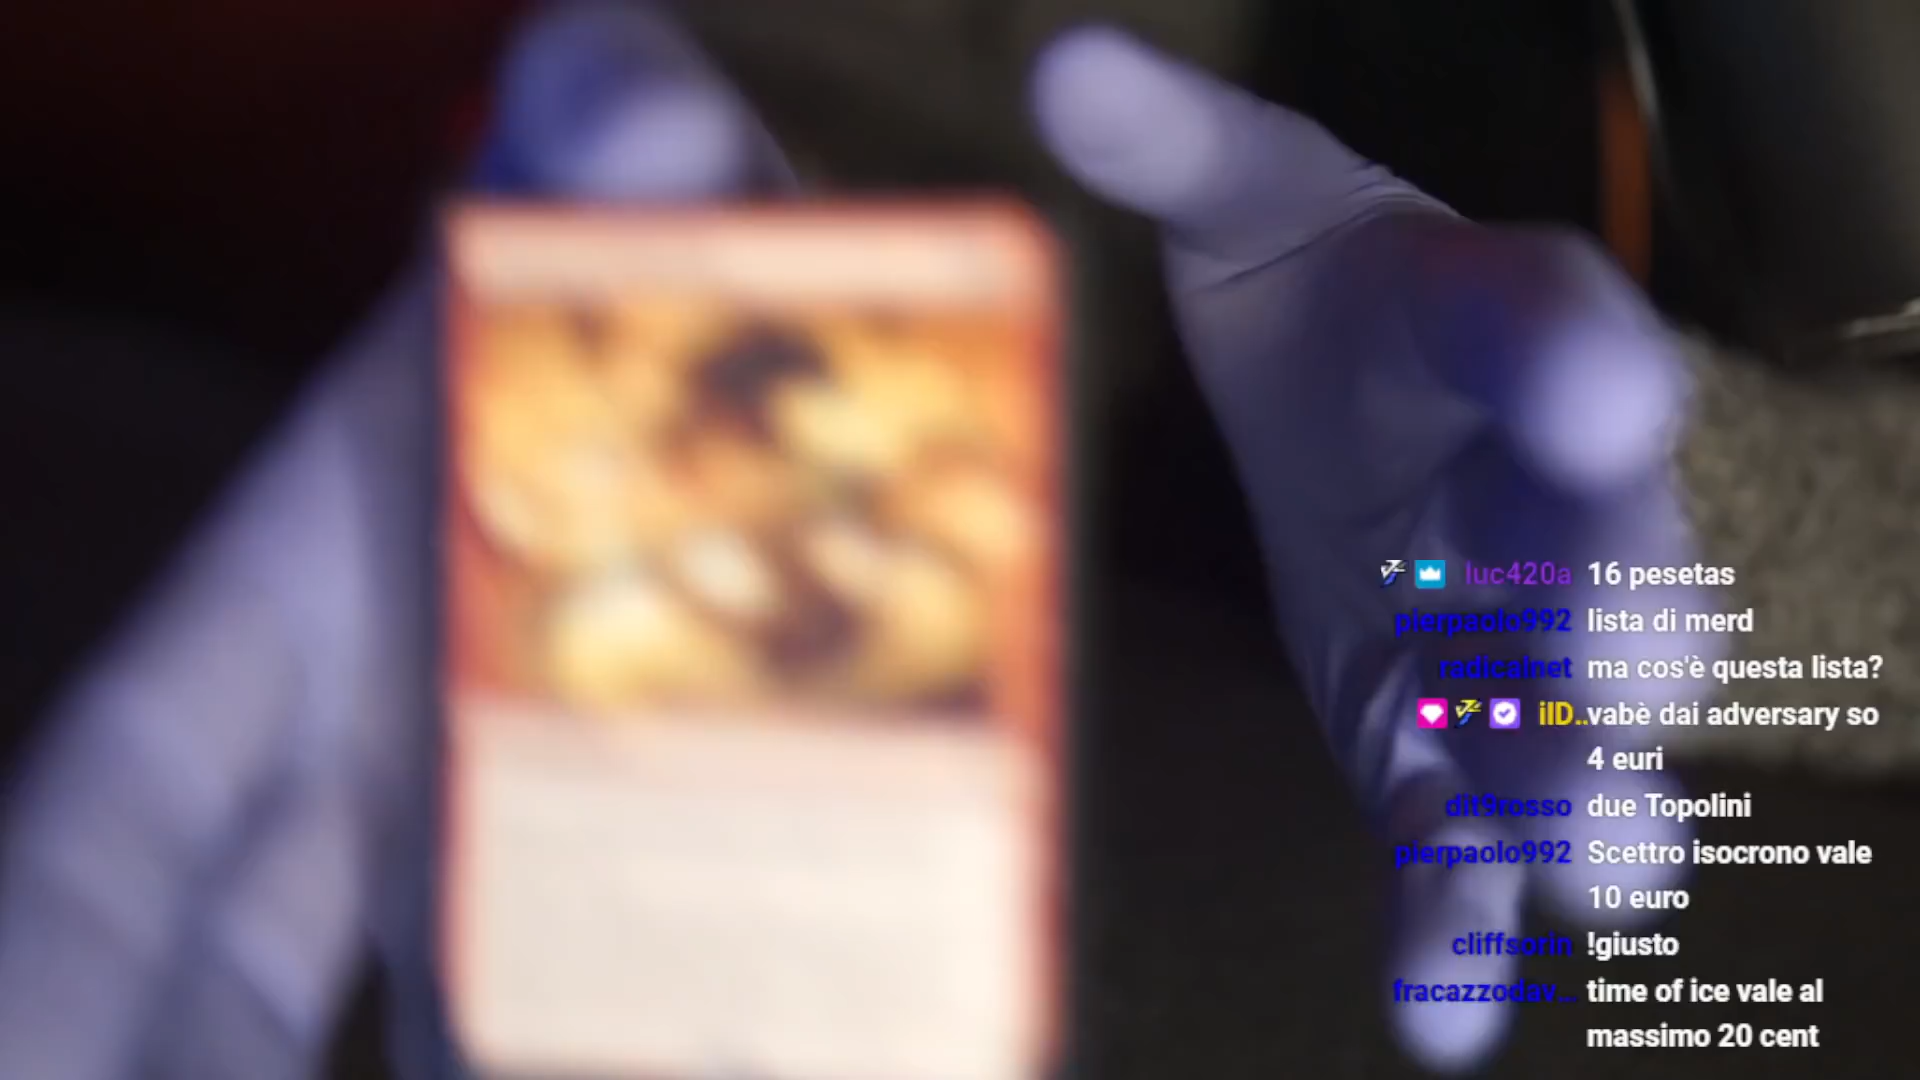 luc420a 16 pesetas
pierpaolo992 lista di merd
radicalnet ma cos'è questa lista?
ilD.. vabè dai adversary so
4 euri
dit9rosso due Topolini
pierpaolo992 Scettro isocrono vale
10 euro
cliffsorin !giusto
fracazzodav... time of ice vale al
massimo 20 cent